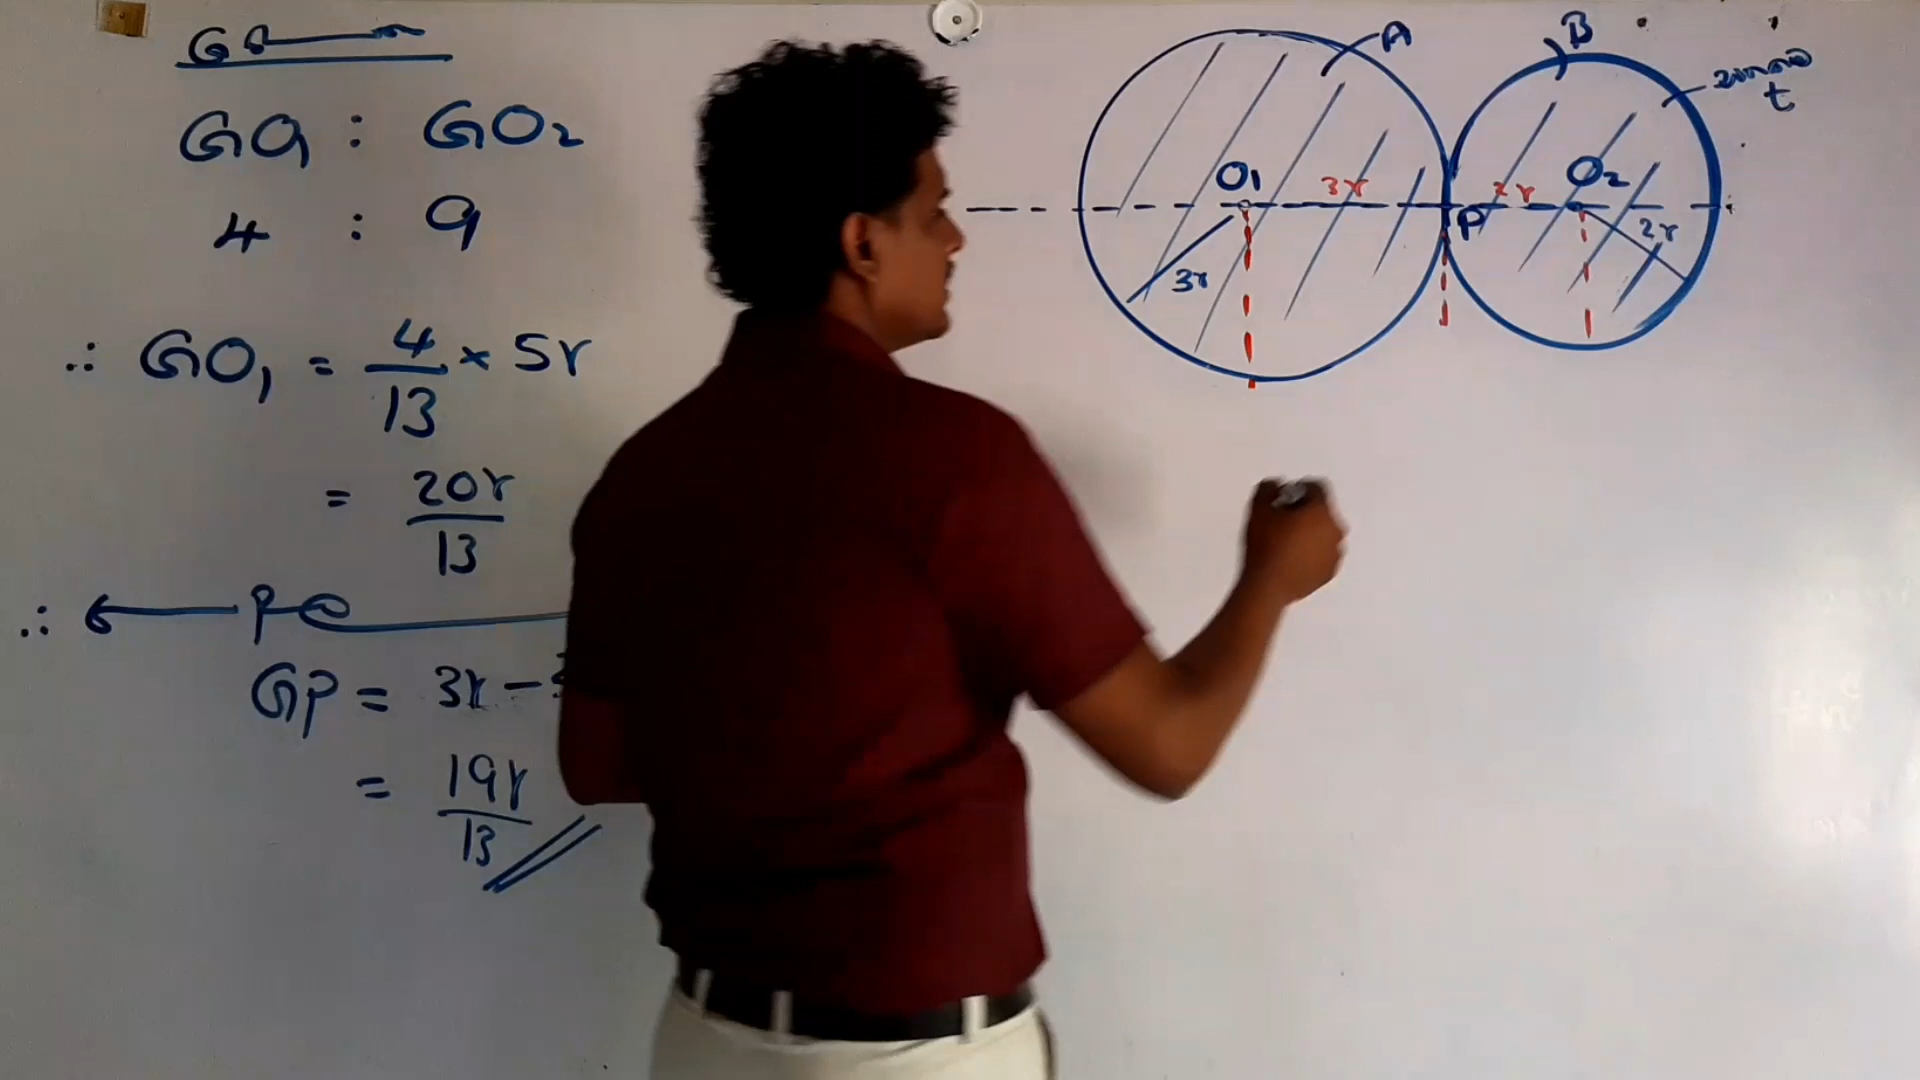 GO₁ : GO₂
4 : 9
∴ GO₁ = 4/13 × 5r
= 20r/13
GP = 3r –
= 19r/13
A
B
O₁
3r
3r
P
2r
O₂
2r
t